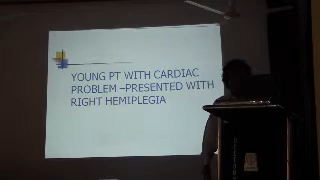 YOUNG PT WITH CARDIAC
PROBLEM –PRESENTED WITH
RIGHT HEMIPLEGIA